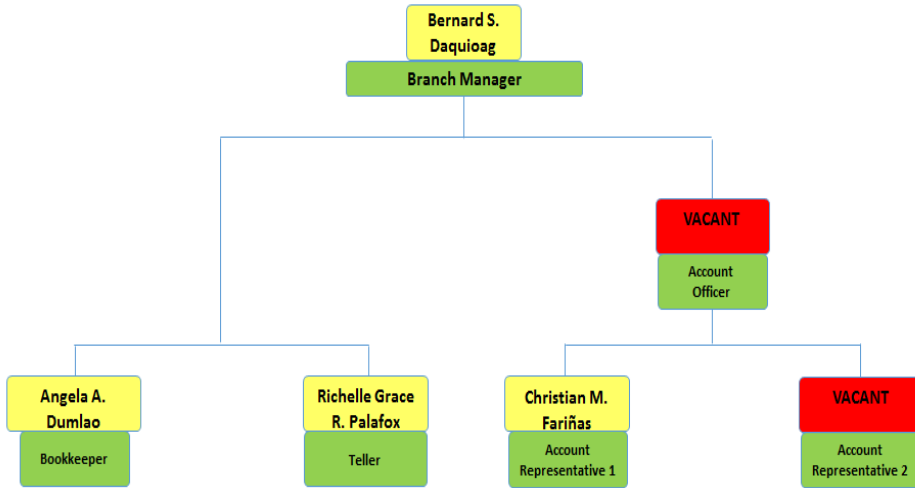 Bernard S.
Daquioag
Branch Manager
VACANT
Account
Officer
Angela A.
Dumlao
Bookkeeper
Richelle Grace
R. Palafox
Teller
Christian M.
Fariñas
Account
Representative 1
VACANT
Account
Representative 2